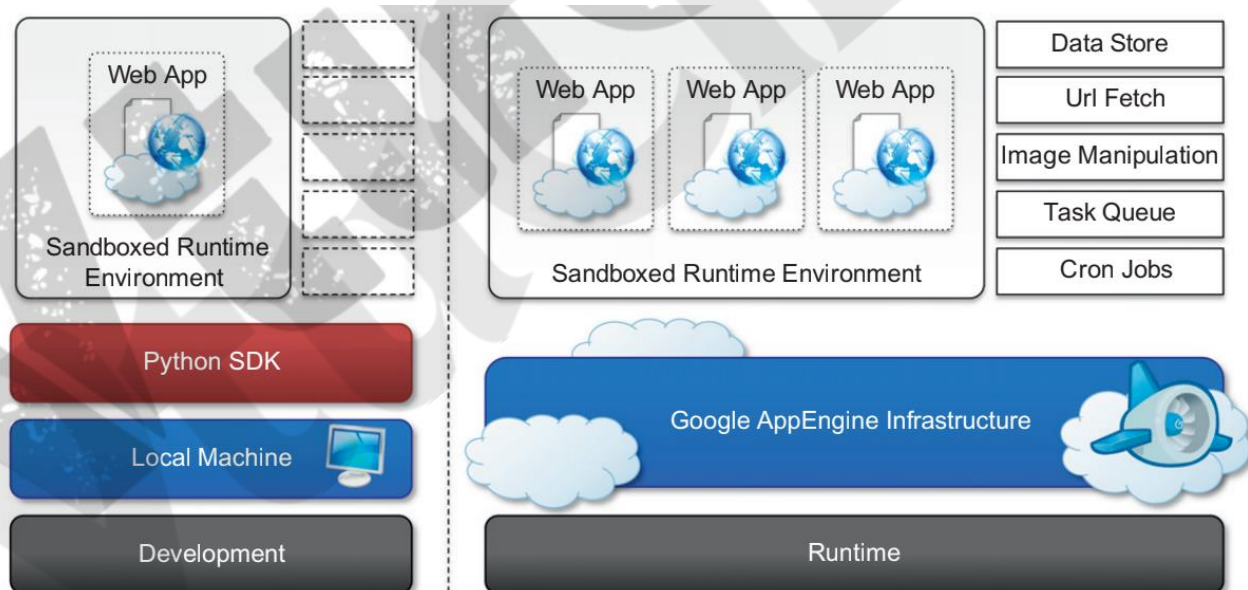 Web App
Sandboxed Runtime
Environment
Python SDK
Local Machine
Development
Web App
Web App
Web App
Sandboxed Runtime Environment
Data Store
Url Fetch
Image Manipulation
Task Queue
Cron Jobs
Google AppEngine Infrastructure
Runtime